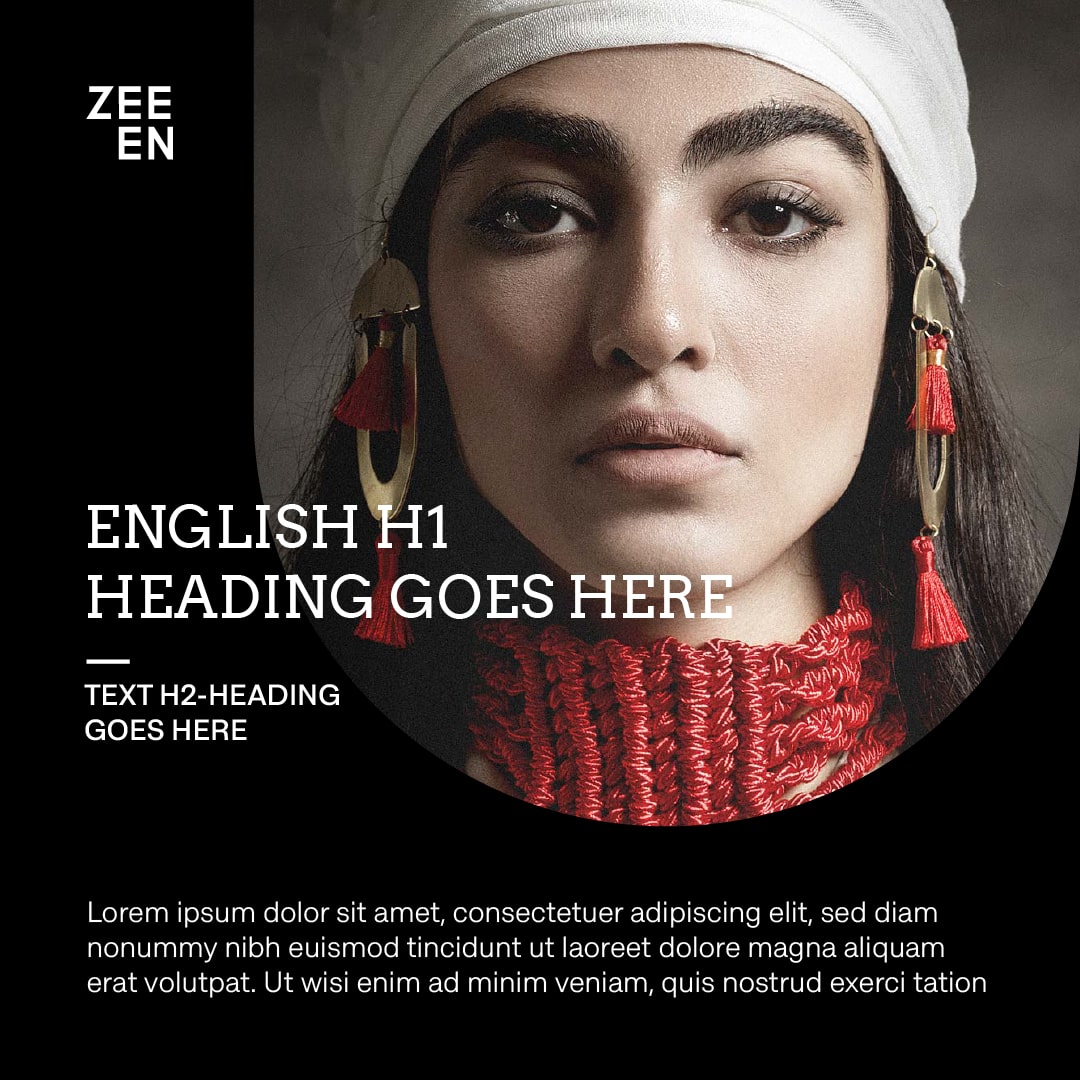 ZEE
EN
ENGLISH H1
HEADING GOES HERE
TEXT H2-HEADING
GOES HERE
Lorem ipsum dolor sit amet, consectetuer adipiscing elit, sed diam
nonummy nibh euismod tincidunt ut laoreet dolore magna aliquam
erat volutpat. Ut wisi enim ad minim veniam, quis nostrud exerci tation